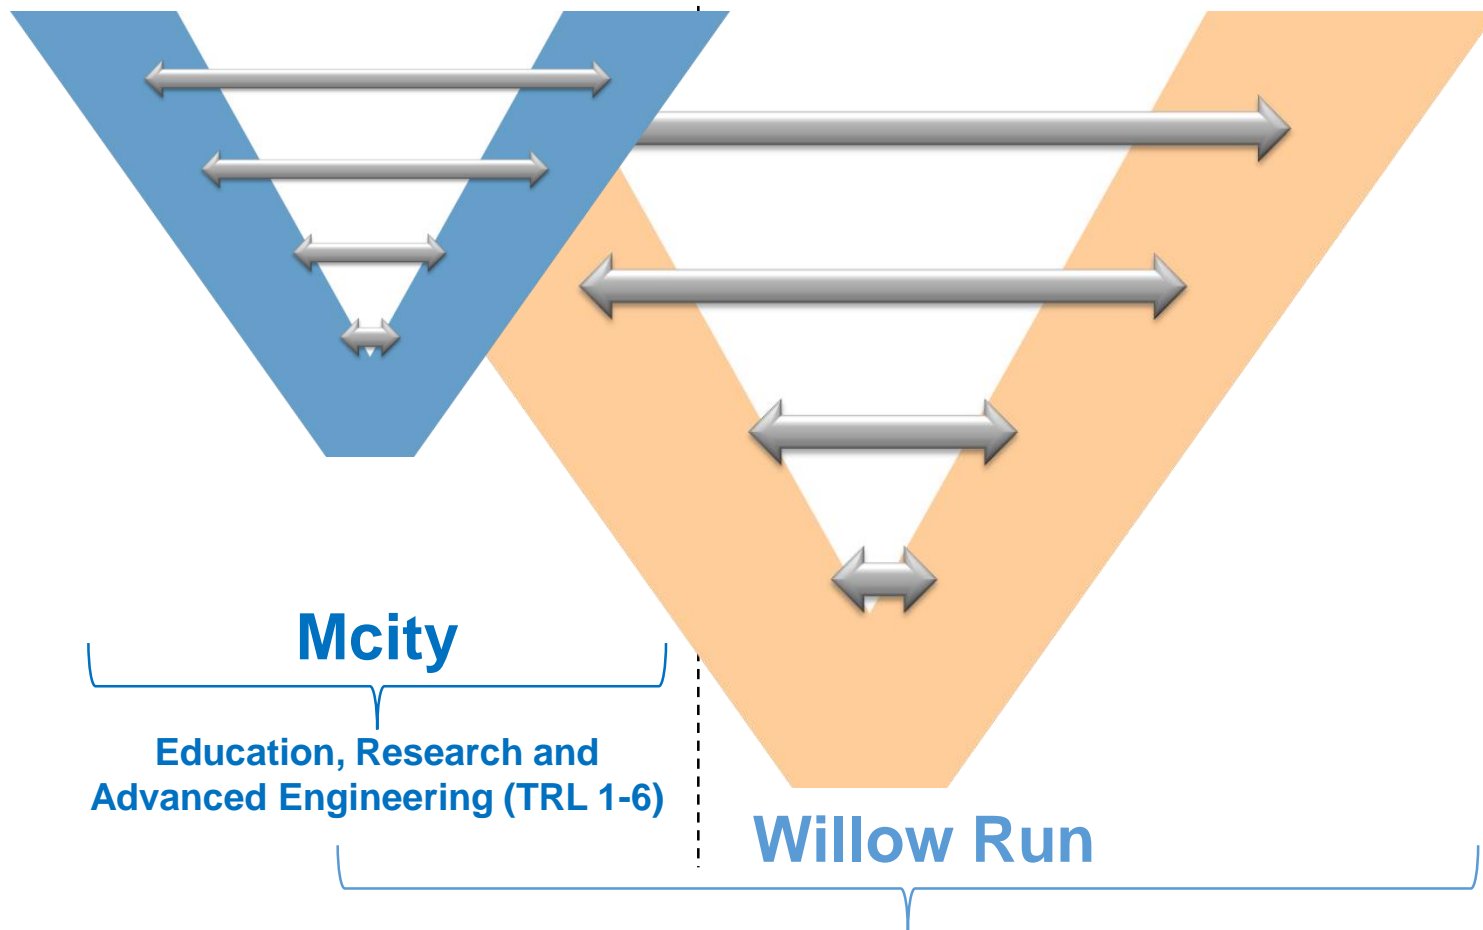 Mcity
Education, Research and
Advanced Engineering (TRL 1-6)
Willow Run